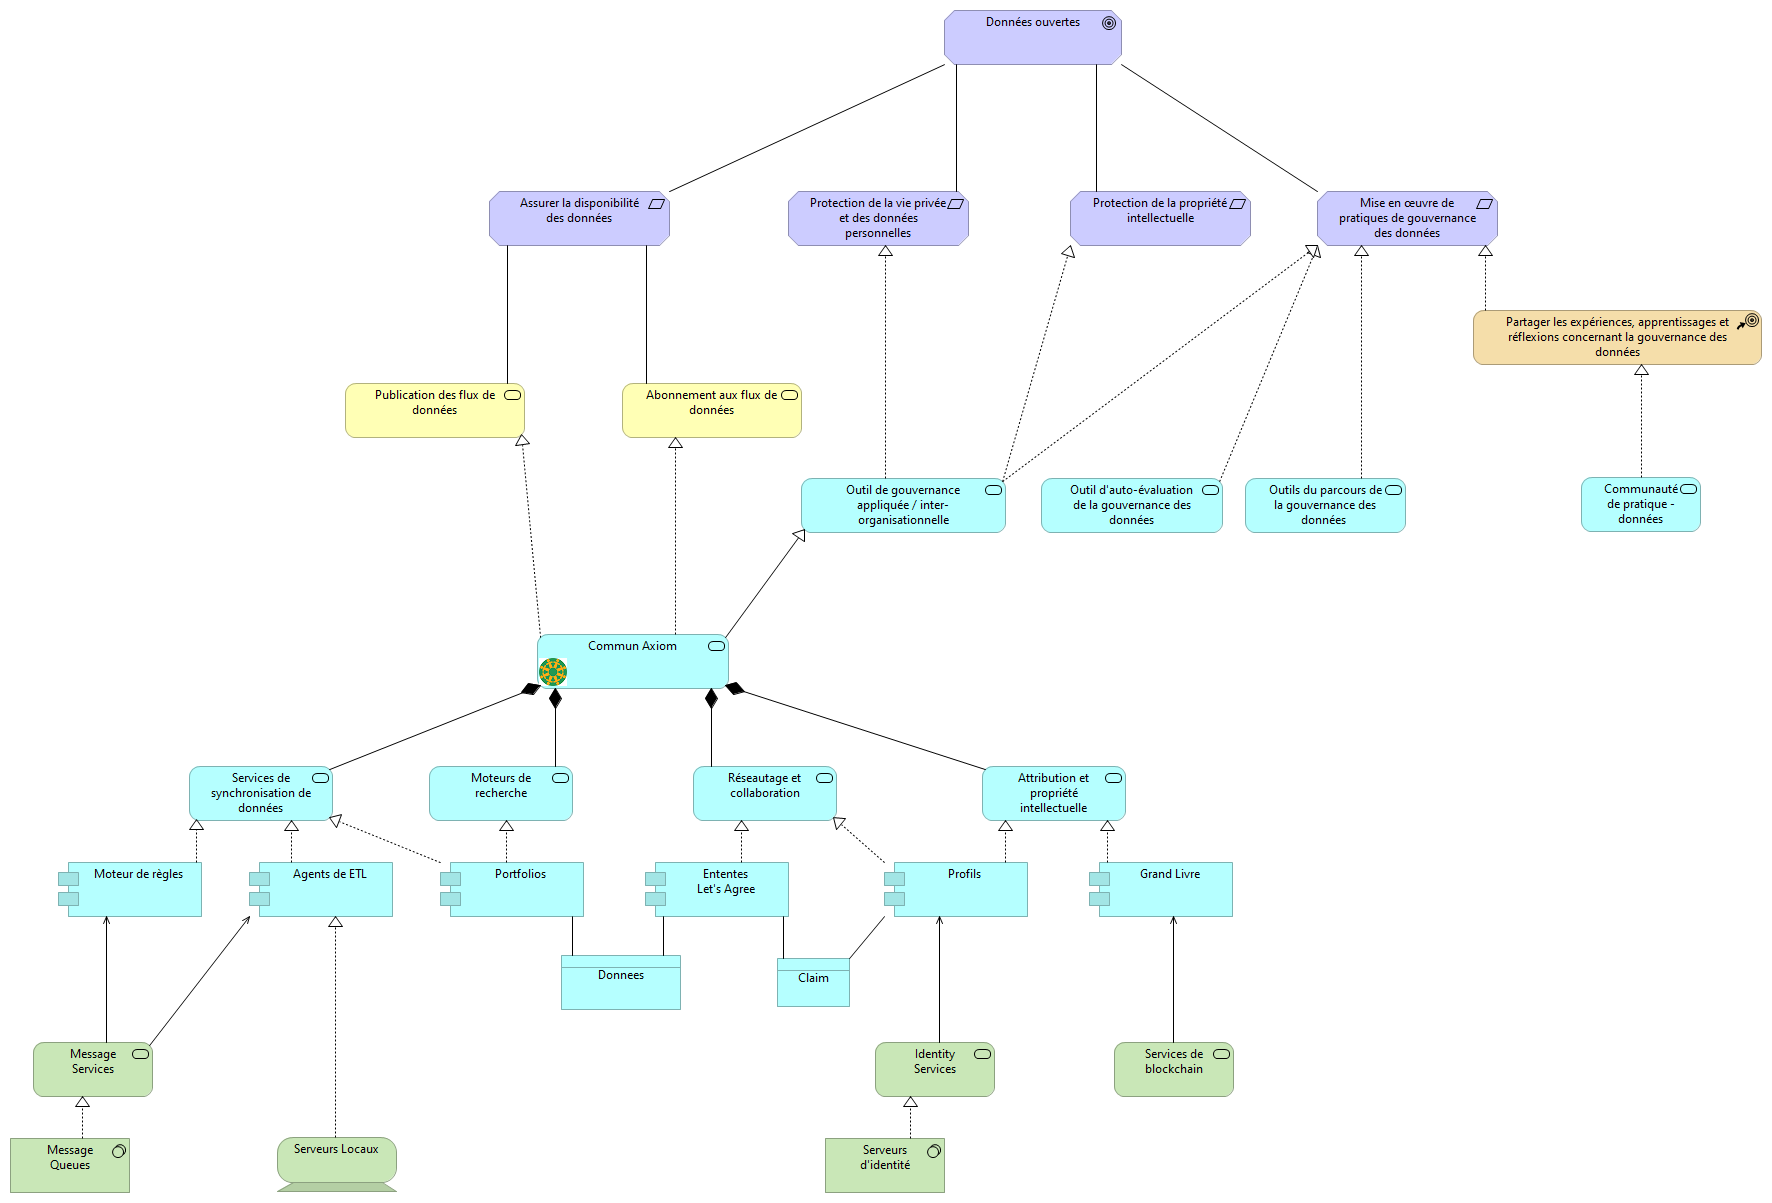 Données ouvertes
Assurer la disponibilité
des données
Protection de la vie privée
et des données
personnelles
Protection de la propriété
intellectuelle
Mise en œuvre de
pratiques de gouvernance
des données
Partager les expériences, apprentissages et
réflexions concernant la gouvernance des
données
Publication des flux de
données
Abonnement aux flux de
données
Outil de gouvernance
appliquée / inter-
organisationnelle
Outil d'auto-évaluation
de la gouvernance des
données
Outils du parcours de
la gouvernance des
données
Communauté
de pratique -
données
Commun Axiom
Services de
synchronisation de
données
Moteurs de
recherche
Réseautage et
collaboration
Attribution et
propriété
intellectuelle
Moteur de règles
Agents de ETL
Portfolios
Ententes
Let's Agree
Profils
Grand Livre
Donnees
Claim
Message
Services
Identity
Services
Services de
blockchain
Message
Queues
Serveurs Locaux
Serveurs
d'identité